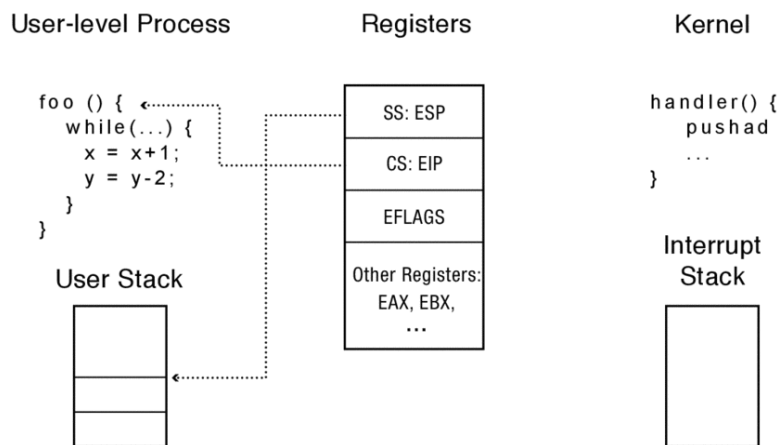 User-level Process
Registers
Kernel
foo () {
while(...) {
x = x+1;
y = y-2;
}
}
SS: ESP
CS: EIP
EFLAGS
Other Registers:
EAX, EBX,
...
handler() {
pushad
...
}
User Stack
Interrupt
Stack